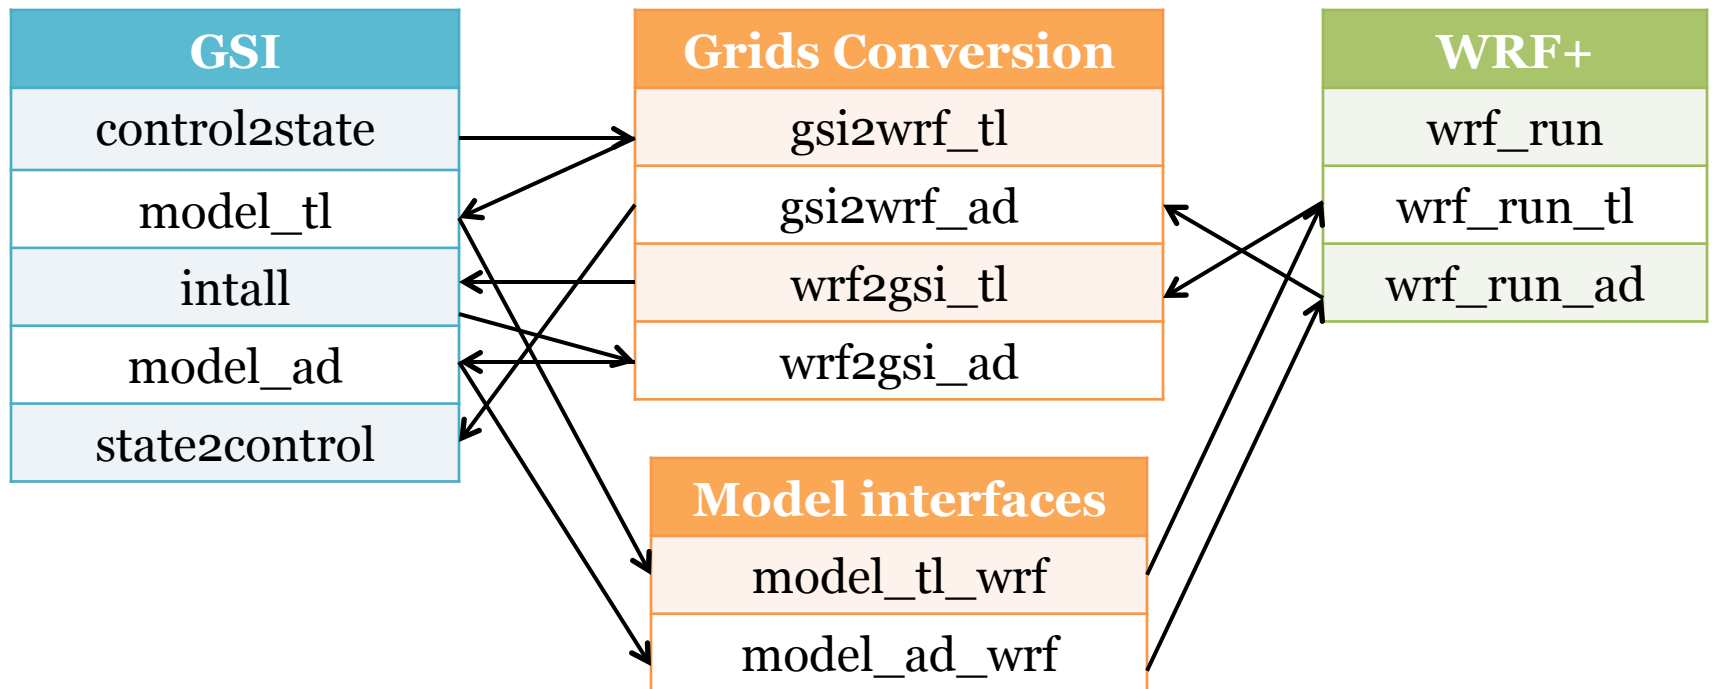 GSI
control2state
model_tl
intall
model_ad
state2control
Grids Conversion
gsi2wrf_tl
gsi2wrf_ad
wrf2gsi_tl
wrf2gsi_ad
Model interfaces
model_tl_wrf
model_ad_wrf
WRF+
wrf_run
wrf_run_tl
wrf_run_ad